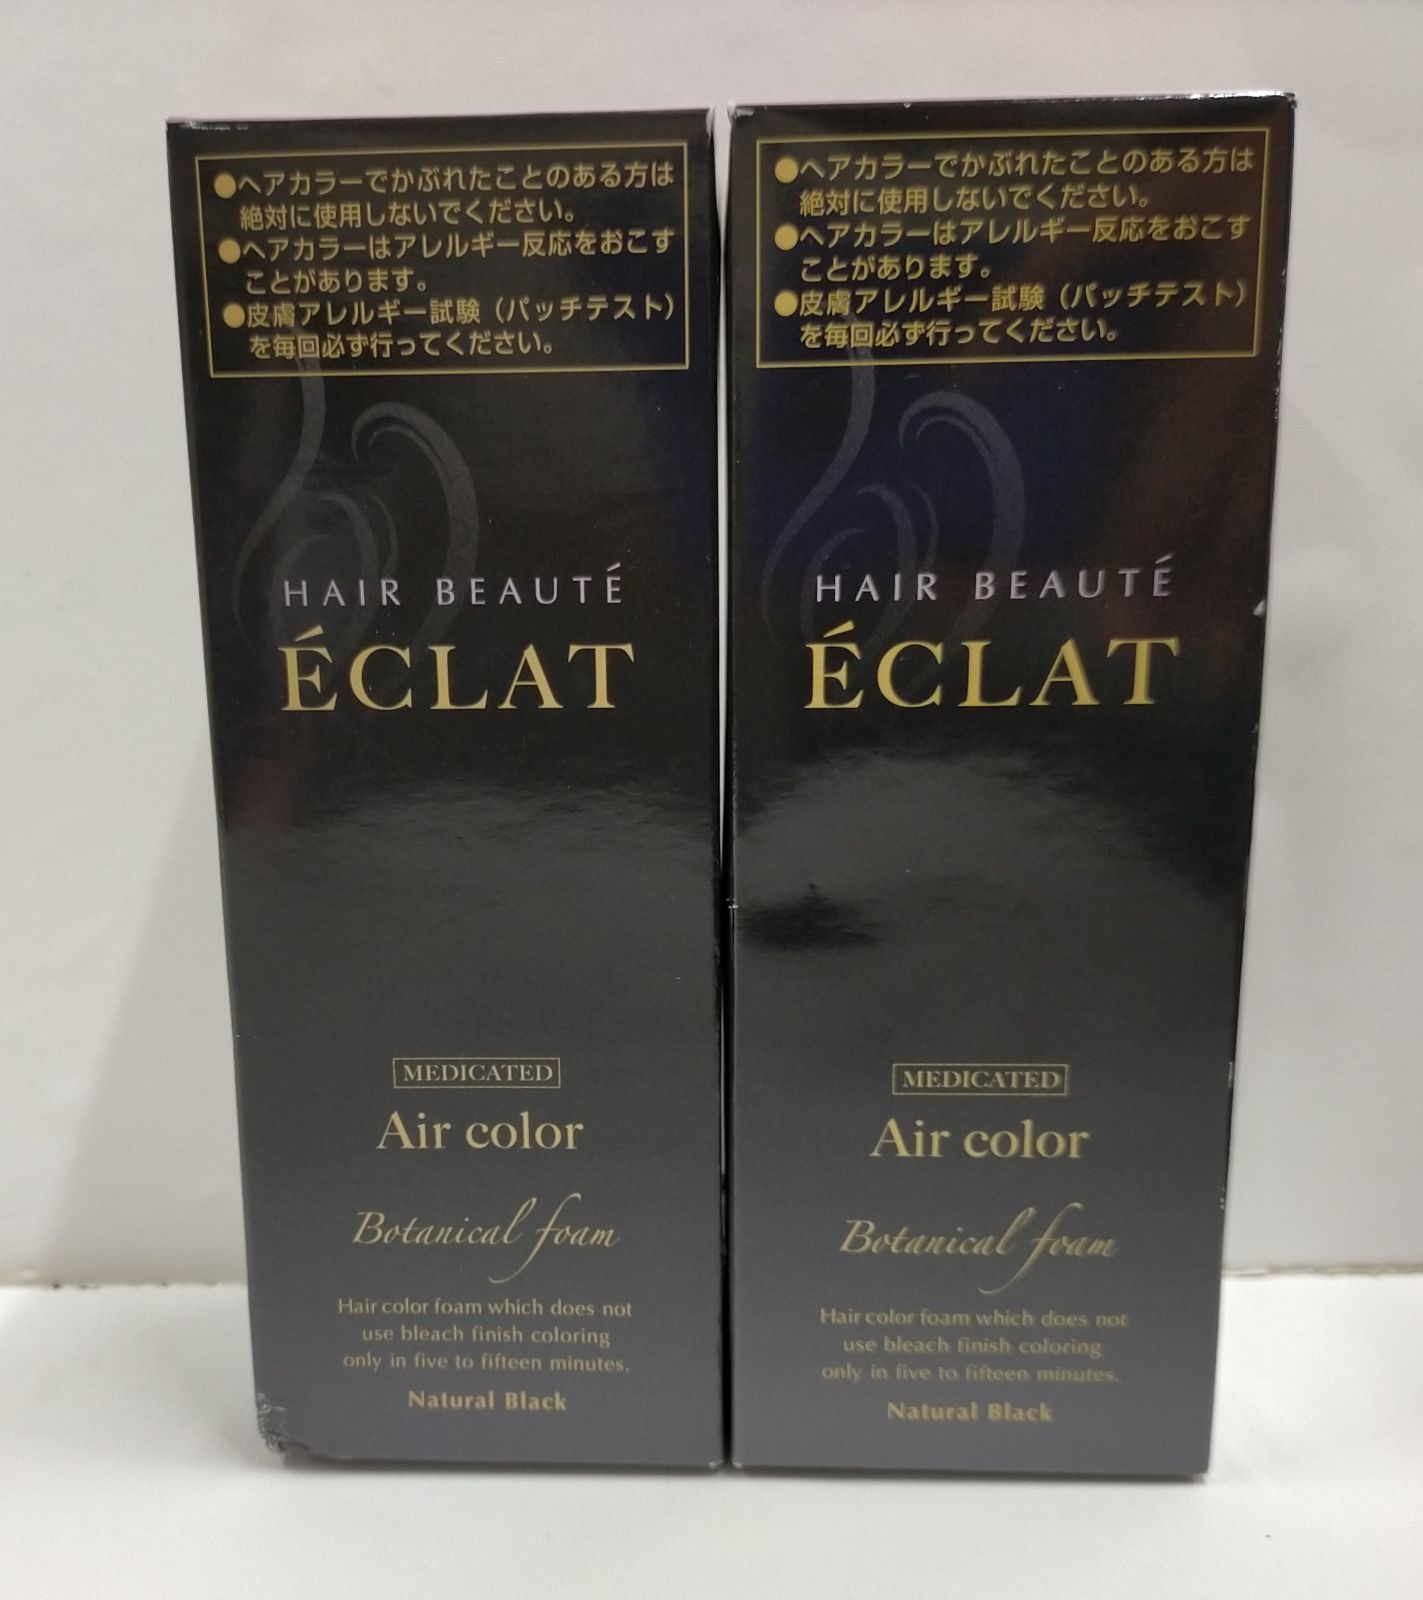 ●ヘアカラーでかぶれたことのある方は
絶対に使用しないでください。
●ヘアカラーはアレルギー反応をおこす
ことがあります。
●皮膚アレルギー試験（パッチテスト）
を毎回必ず行ってください。
HAIR BEAUTÉ
ÉCLAT
MEDICATED
Air color
Botanical foam
Hair color foam which does not
use bleach finish coloring
only in five to fifteen minutes.
Natural Black
●ヘアカラーでかぶれたことのある方は
絶対に使用しないでください。
●ヘアカラーはアレルギー反応をおこす
ことがあります。
●皮膚アレルギー試験（パッチテスト）
を毎回必ず行ってください。
HAIR BEAUTÉ
ÉCLAT
MEDICATED
Air color
Botanical foam
Hair color foam which does not
use bleach finish coloring
only in five to fifteen minutes.
Natural Black